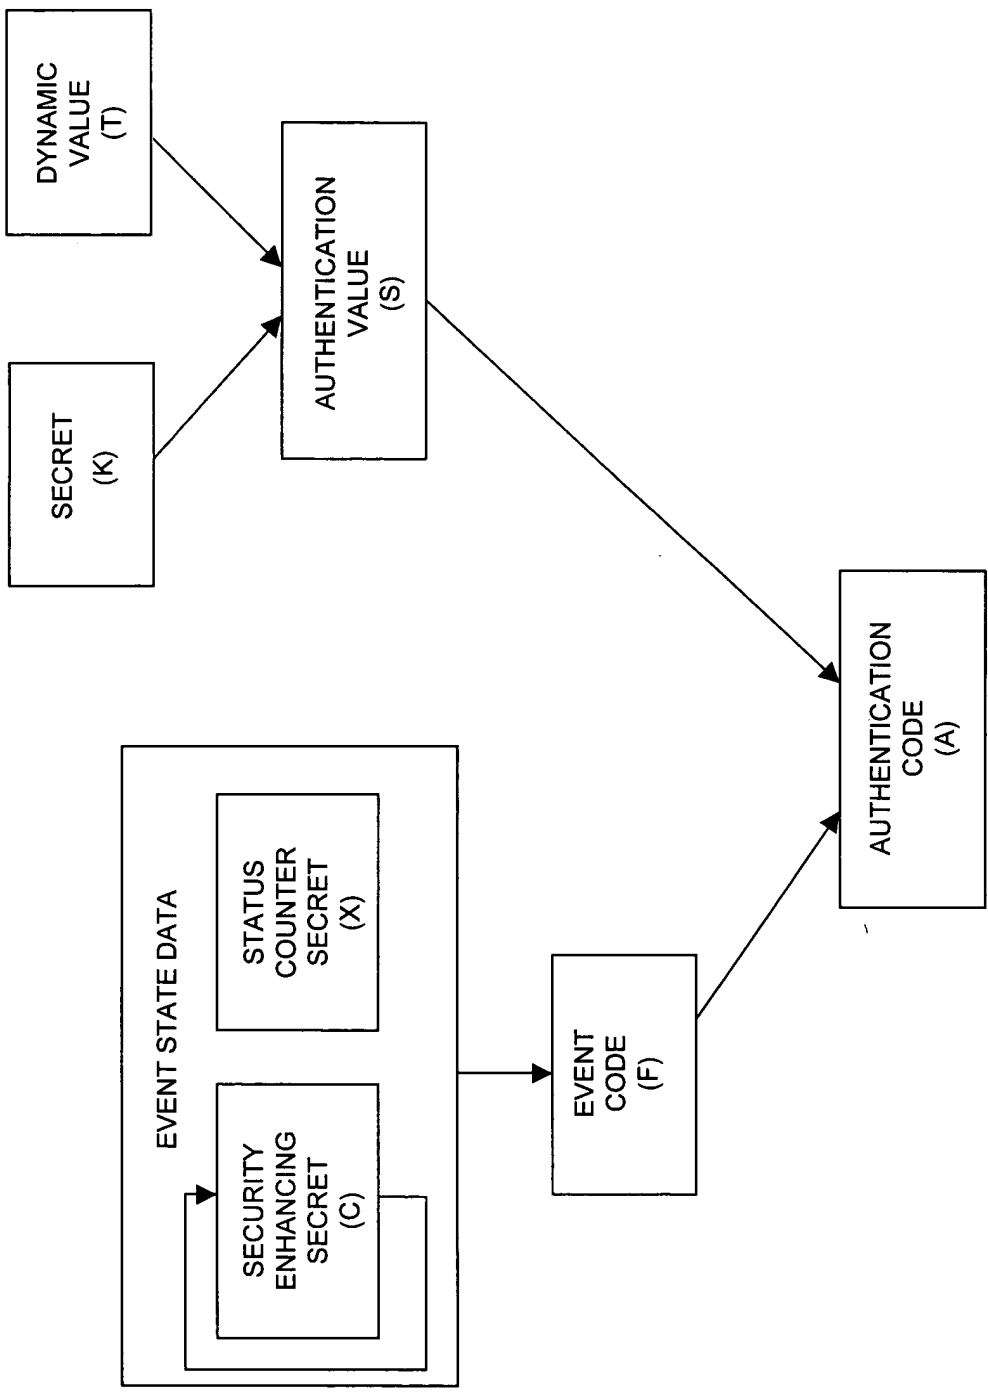 EVENT STATE DATA
SECURITY
ENHANCING
SECRET
(C)
STATUS
COUNTER
SECRET
(X)
SECRET
(K)
DYNAMIC
VALUE
(T)
AUTHENTICATION
VALUE
(S)
EVENT
CODE
(F)
AUTHENTICATION
CODE
(A)